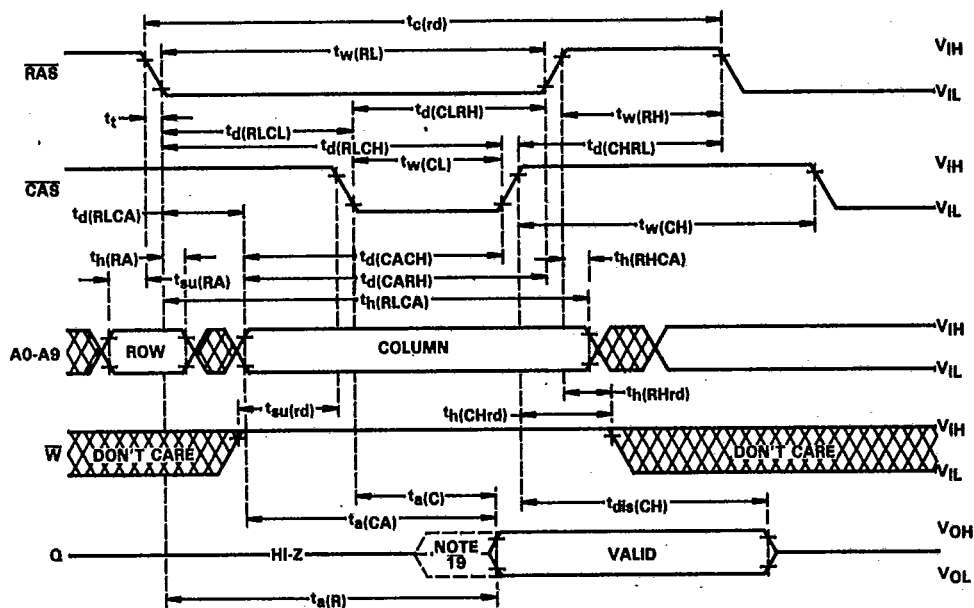 tc(rd)
RAS
tw(RL)
VIH
VIL
tt
td(RLCL)
td(CLRH)
tw(RH)
td(RLCH)
td(CHRL)
CAS
tw(CL)
VIH
VIL
td(RLCA)
tw(CH)
th(RA)
td(CACH)
th(RHCA)
tsu(RA)
td(CARH)
th(RLCA)
A0-A9
ROW
COLUMN
VIH
VIL
th(RHrd)
tsu(rd)
th(CHrd)
W
DON'T CARE
DON'T CARE
VIH
VIL
ta(C)
tdis(CH)
ta(CA)
Q
HI-Z
NOTE
19
VALID
VOH
VOL
ta(R)